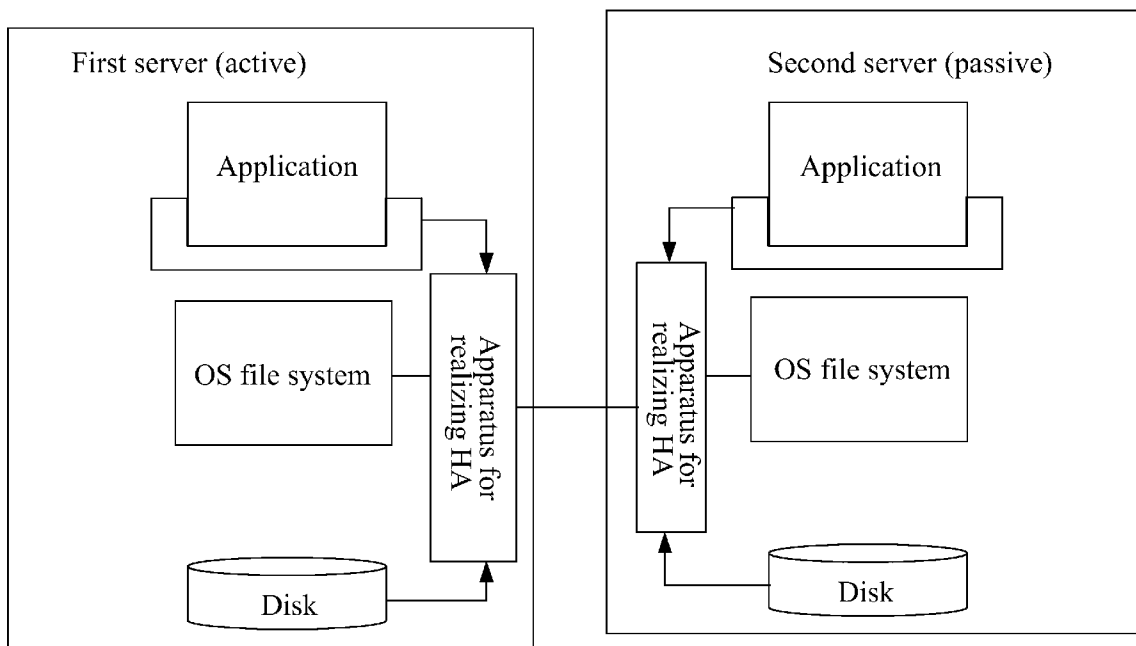 First server (active)
Application
OS file system
Apparatus for
realizing HA
Disk
Second server (passive)
Application
Apparatus for
realizing HA
OS file system
Disk